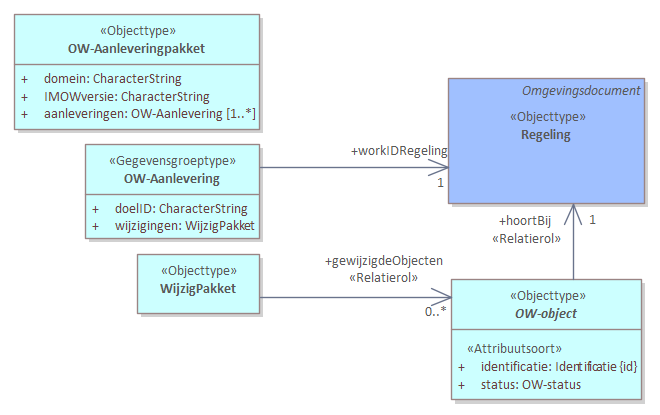 «Objecttype»
OW-Aanleveringpakket
+ domein: CharacterString
+ IMOWversie: CharacterString
+ aanleveringen: OW-Aanlevering [1..*]
Omgevingsdocument
«Objecttype»
Regeling
«Gegevensgroeptype»
OW-Aanlevering
+ doelID: CharacterString
+ wijzigingen: WijzigPakket
+workIDRegeling
1
+hoortBij
1
«Relatierol»
«Objecttype»
WijzigPakket
+gewijzigdeObjecten
«Relatierol»
0..*
«Objecttype»
OW-object
«Attribuutsoort»
+ identificatie: Identificatie {id}
+ status: OW-status